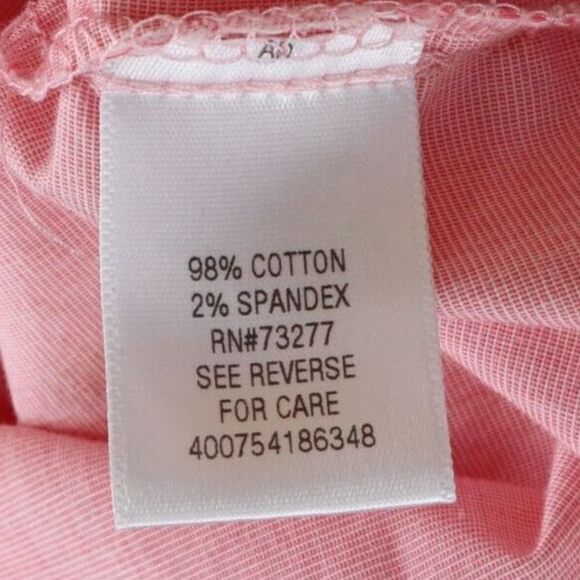 98% COTTON
2% SPANDEX
RN#73277
SEE REVERSE
FOR CARE
400754186348